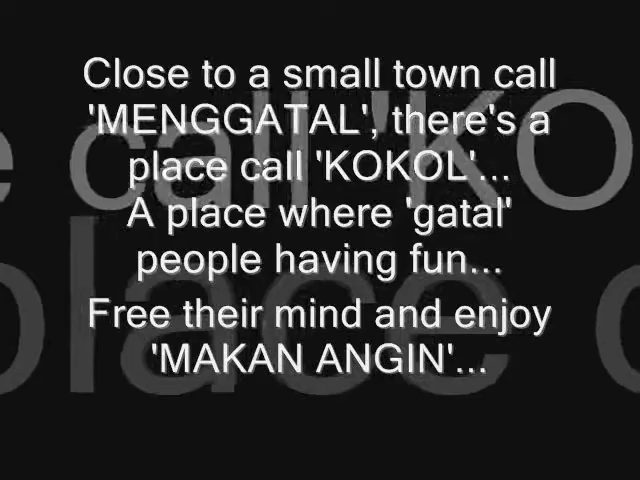 Close to a small town call
'MENGGATAL', there's a
place call 'KOKOL'...
A place where 'gatal'
people having fun...
Free their mind and enjoy
'MAKAN ANGIN'...